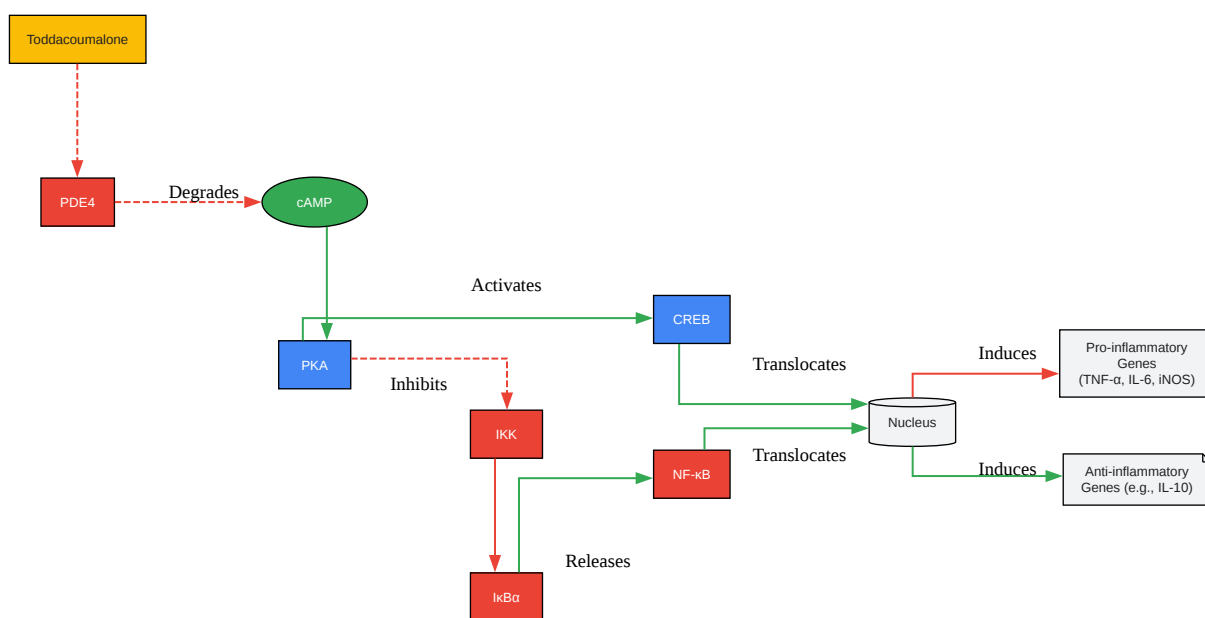 Toddacoumalone
PDE4
Degrades
cAMP
Activates
CREB
PKA
Inhibits
IKK
Translocates
Induces
Pro-inflammatory
Genes
(TNF-α, IL-6, iNOS)
Nucleus
NF-κB
Translocates
Induces
Anti-inflammatory
Genes (e.g., IL-10)
Releases
IκBα